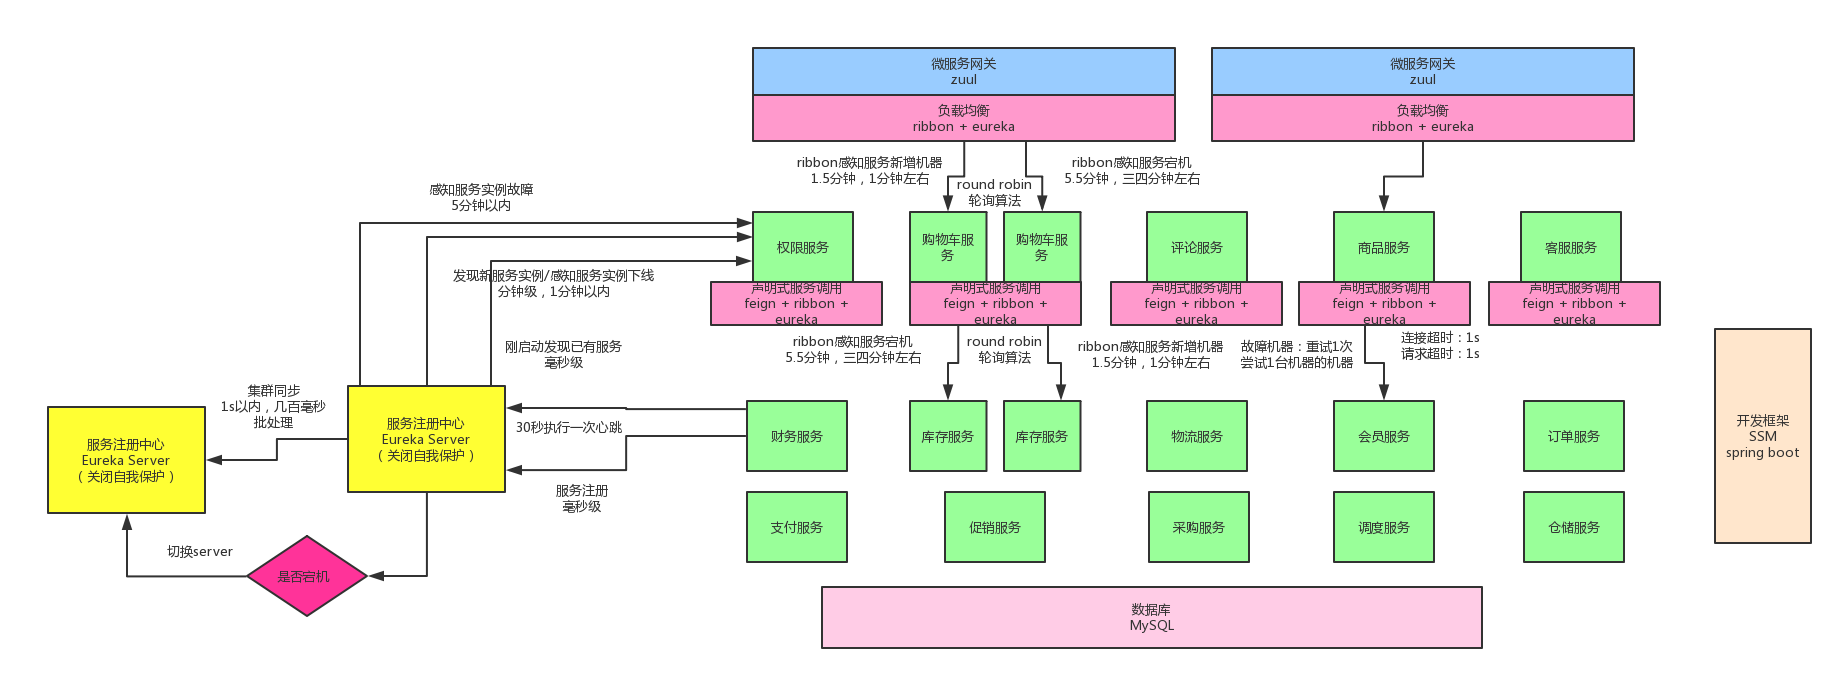 微服务网关
zuul
负载均衡
ribbon + eureka
微服务网关
zuul
负载均衡
ribbon + eureka
ribbon感知服务新增机器
1.5分钟，1分钟左右
round robin
轮询算法
ribbon感知服务宕机
5.5分钟，三四分钟左右
感知服务实例故障
5分钟以内
发现新服务实例/感知服务实例下线
分钟级，1分钟以内
刚启动发现已有服务
毫秒级
权限服务
购物车服
务
购物车服
务
评论服务
商品服务
客服服务
声明式服务调用
feign + ribbon +
eureka
声明式服务调用
feign + ribbon +
eureka
声明式服务调用
feign + ribbon +
eureka
声明式服务调用
feign + ribbon +
eureka
声明式服务调用
feign + ribbon +
eureka
ribbon感知服务宕机
5.5分钟，三四分钟左右
round robin
轮询算法
ribbon感知服务新增机器
1.5分钟，1分钟左右
故障机器：重试1次
尝试1台机器的机器
连接超时：1s
请求超时：1s
集群同步
1s以内，几百毫秒
批处理
服务注册中心
Eureka Server
（关闭自我保护）
服务注册中心
Eureka Server
（关闭自我保护）
30秒执行一次心跳
服务注册
毫秒级
切换server
是否宕机
财务服务
库存服务
库存服务
物流服务
会员服务
订单服务
支付服务
促销服务
采购服务
调度服务
仓储服务
开发框架
SSM
spring boot
数据库
MySQL